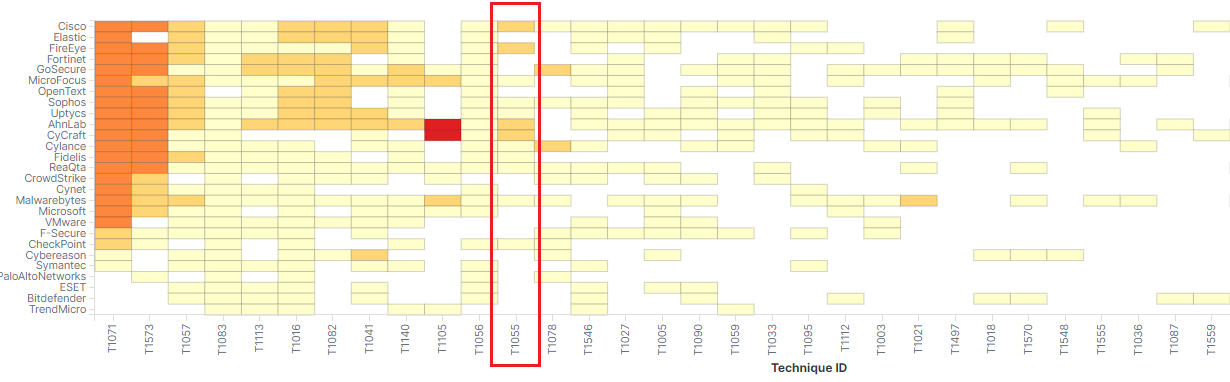 Cisco
Elastic
FireEye
Fortinet
GoSecure
MicroFocus
OpenText
Sophos
Uptycs
AhnLab
CyCraft
Cylance
Fidelis
ReaQta
CrowdStrike
Cynet
Malwarebytes
Microsoft
VMware
F-Secure
CheckPoint
Cybereason
Symantec
PaloAltoNetworks
ESET
Bitdefender
TrendMicro
T1071 T1573 T1057 T1083 T1113 T1016 T1082 T1041 T1140 T1105 T1056 T1055 T1078 T1546 T1027 T1005 T1090 T1059 T1033 T1095 T1112 T1003 T1021 T1497 T1018 T1570 T1548 T1555 T1036 T1087 T1559
Technique ID